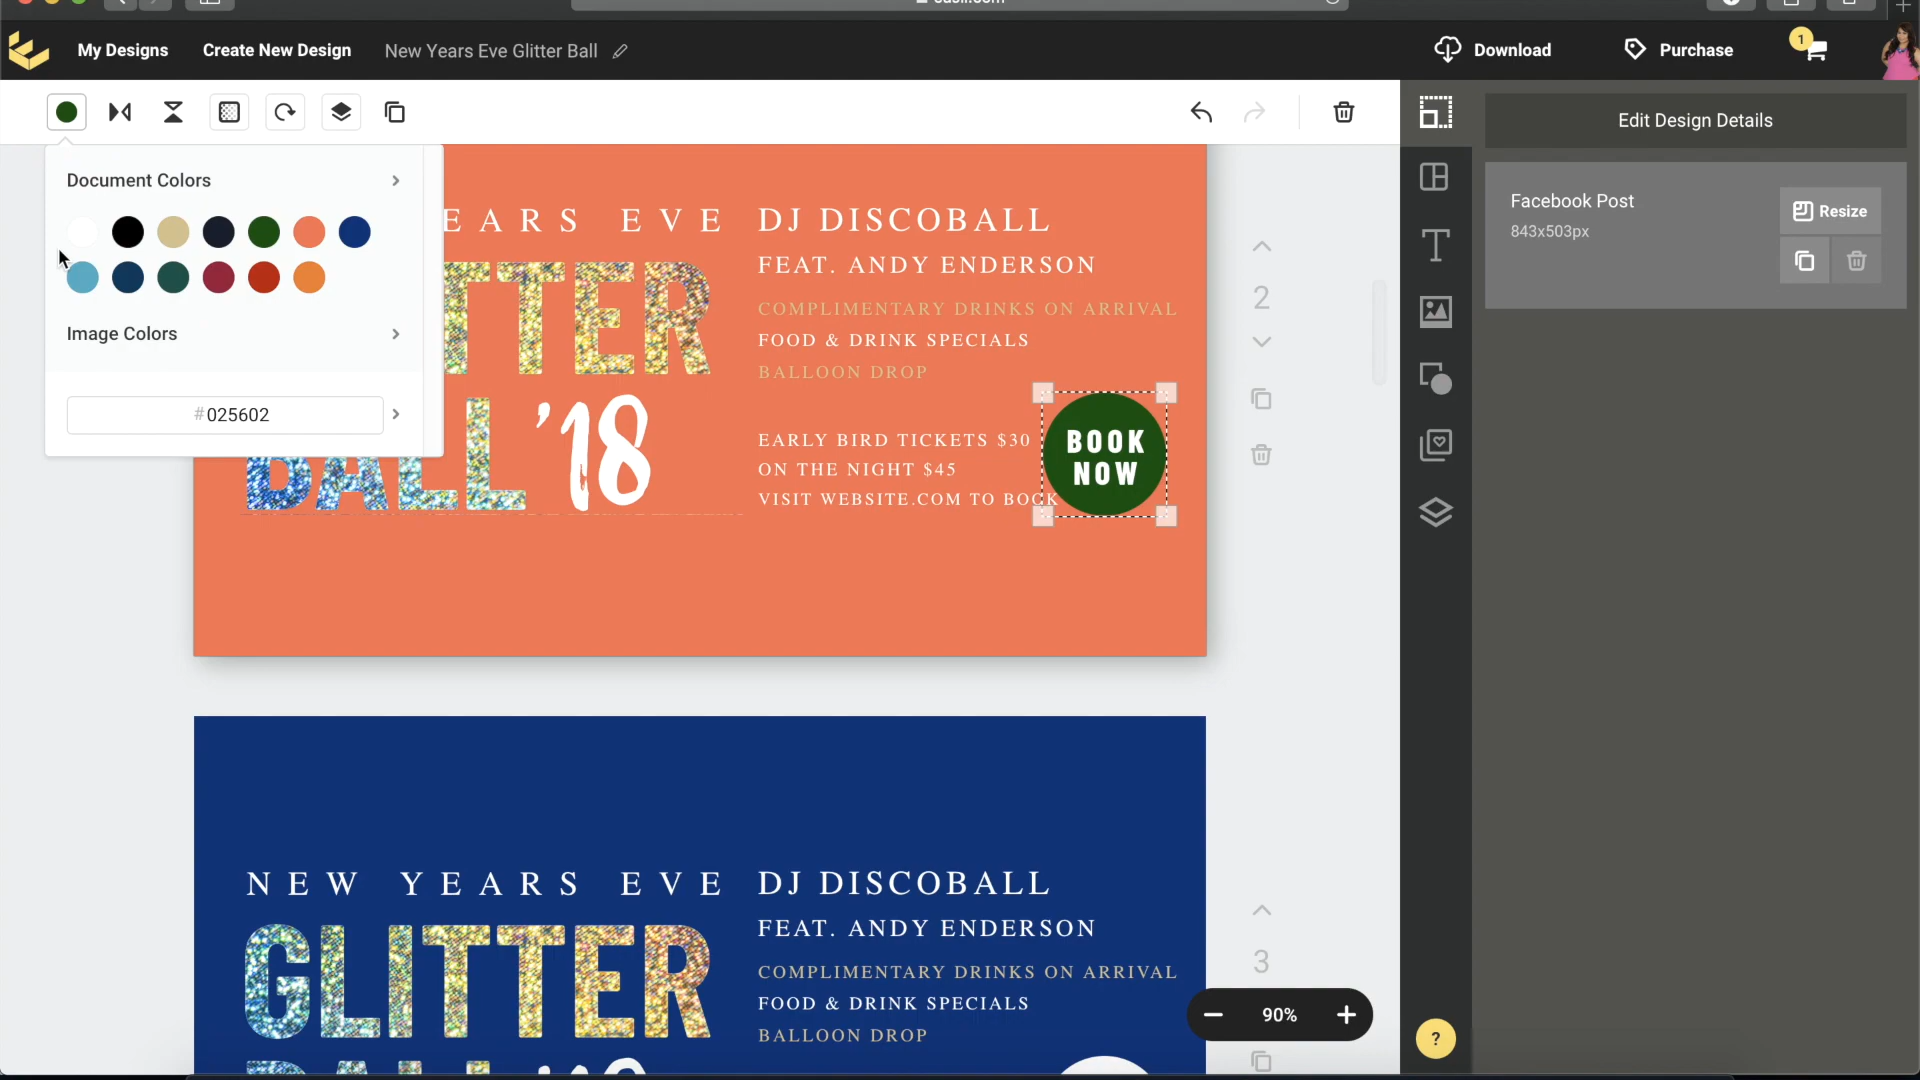 My Designs
Create New Design
New Years Eve Glitter Ball
Download
Purchase
1
Edit Design Details
Document Colors
Image Colors
#025602
Facebook Post
843x503px
Resize
EARS EVE
TTER
BALL '18
DJ DISCOBALL
FEAT. ANDY ENDERSON
COMPLIMENTARY DRINKS ON ARRIVAL
FOOD & DRINK SPECIALS
BALLOON DROP
EARLY BIRD TICKETS $30
ON THE NIGHT $45
VISIT WEBSITE.COM TO BOOK
BOOK
NOW
2
NEW YEARS EVE
GLITTER
DJ DISCOBALL
FEAT. ANDY ENDERSON
COMPLIMENTARY DRINKS ON ARRIVAL
FOOD & DRINK SPECIALS
BALLOON DROP
3
90%
?